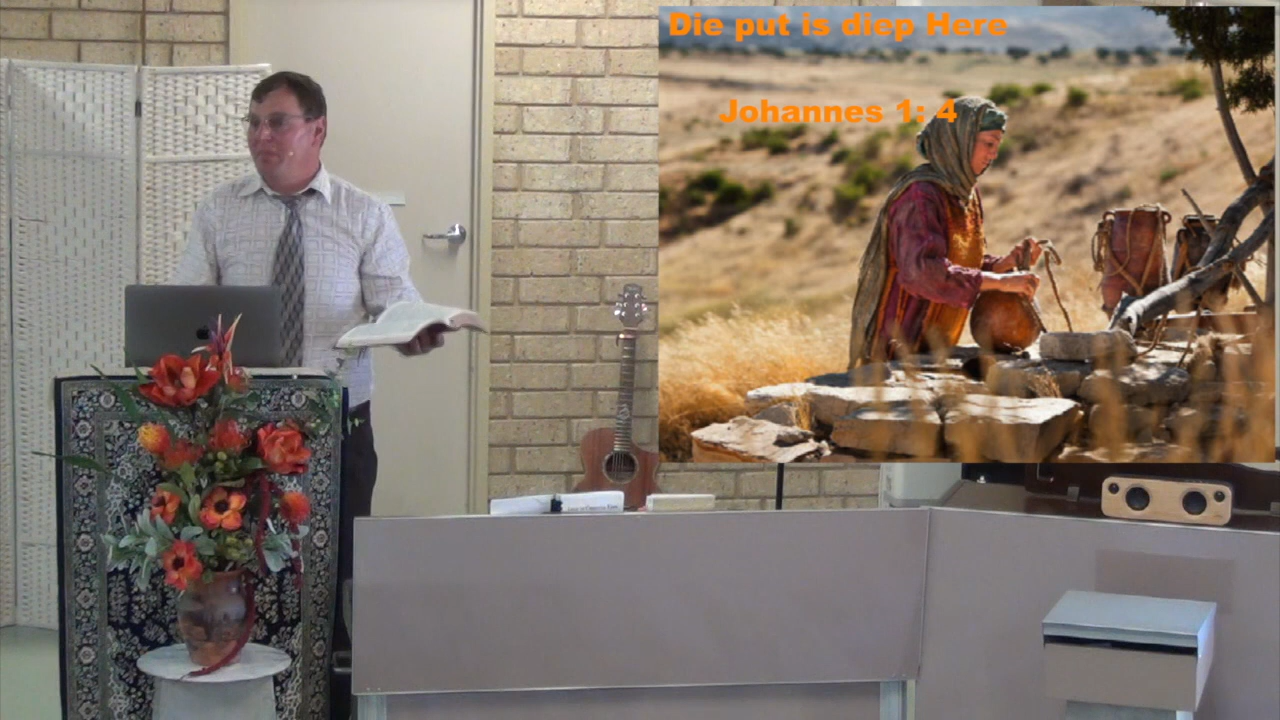 Die put is diep Here
Johannes 1; 4